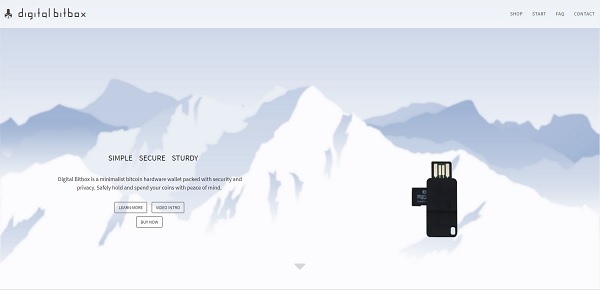 digital bitbox
SHOP START FAQ CONTACT
SIMPLE SECURE STURDY
Digital Bitbox is a minimalist bitcoin hardware wallet packed with security and
privacy. Safely hold and spend your coins with peace of mind.
LEARN MORE VIDEO INTRO
BUY NOW